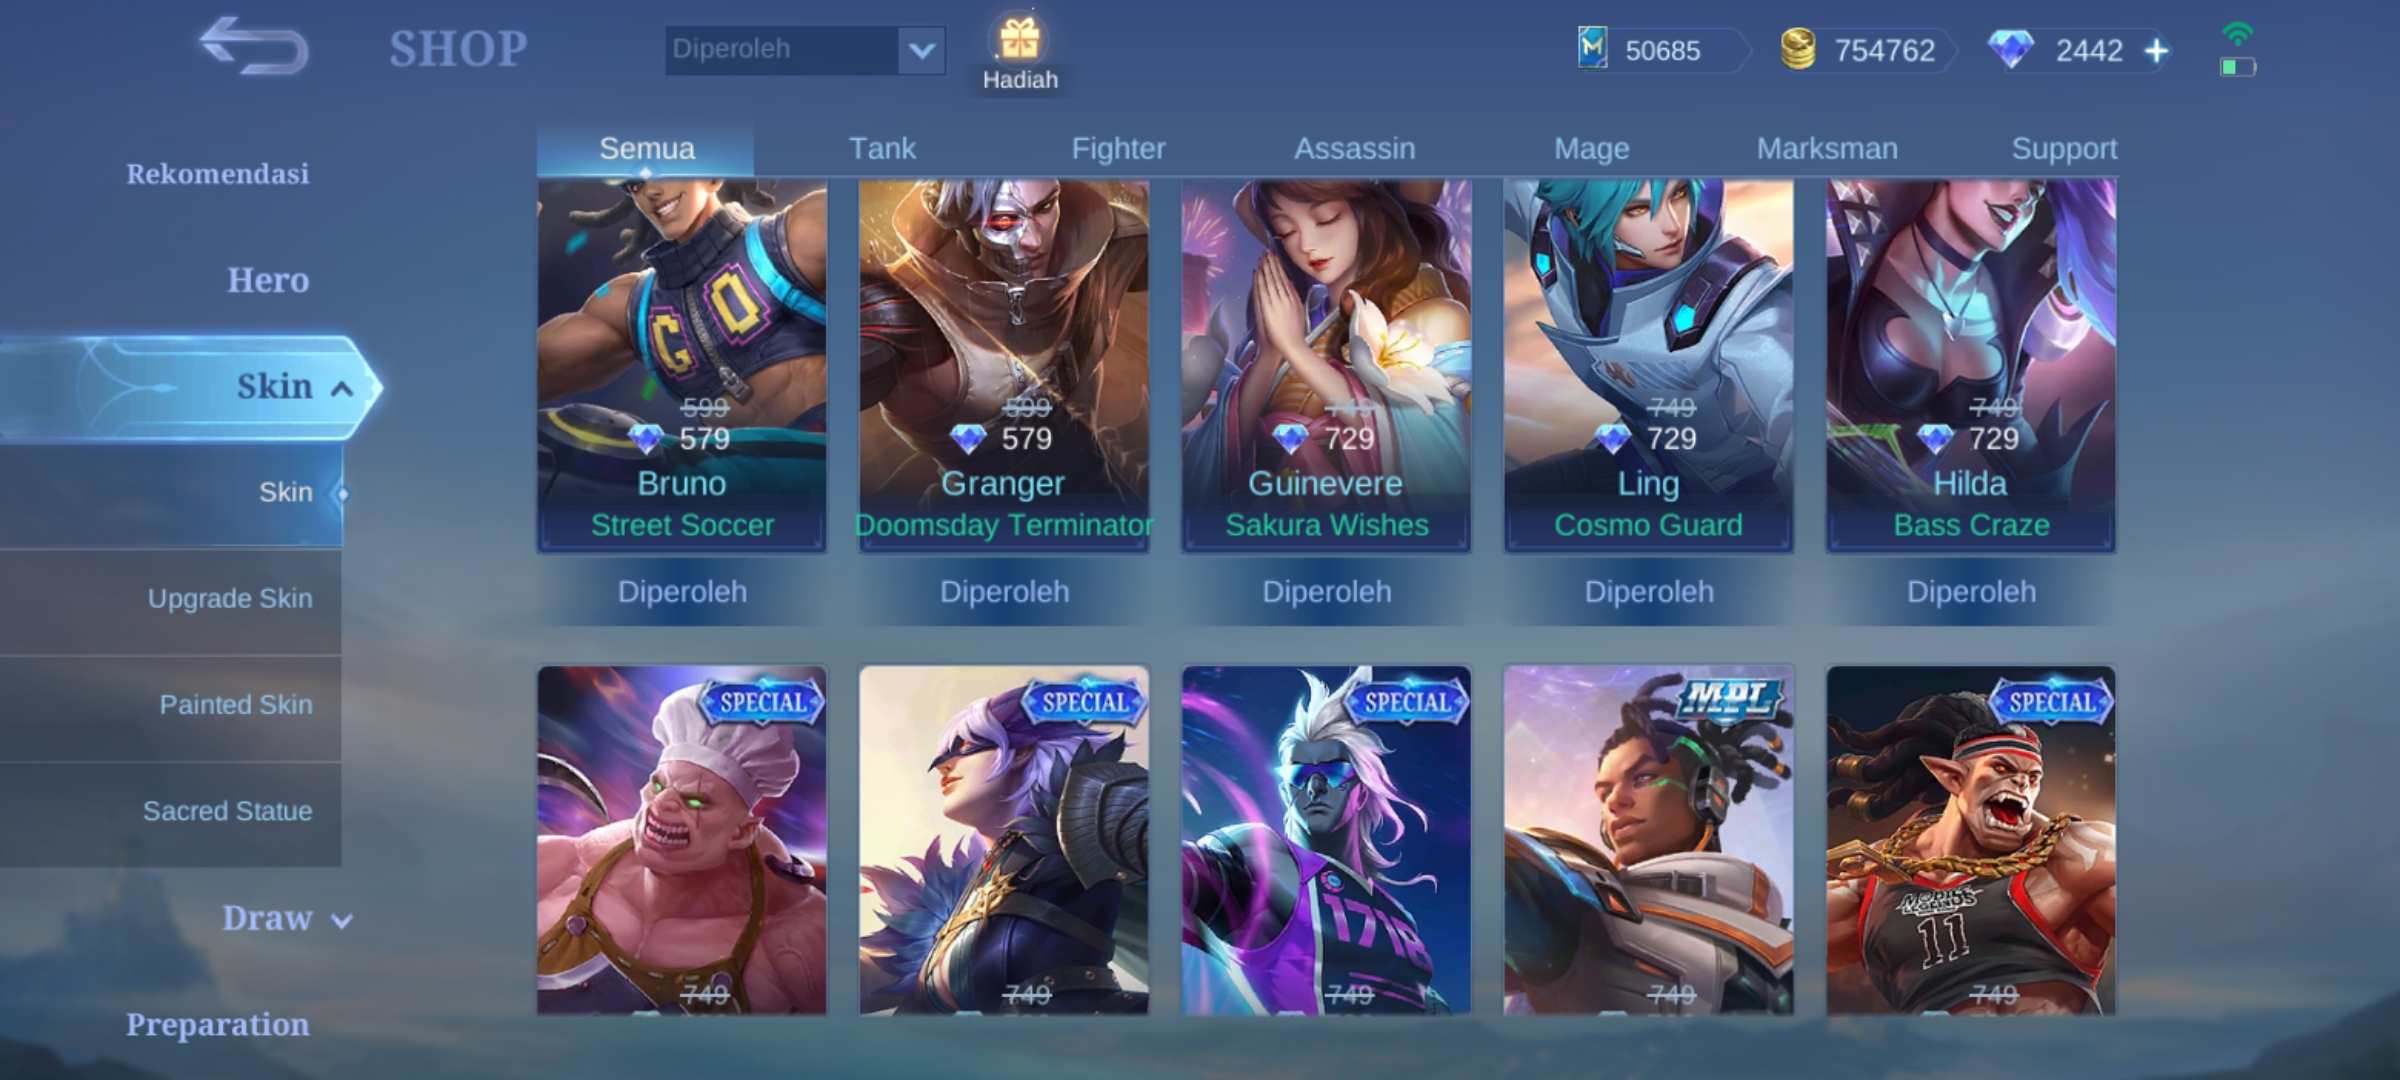 SHOP
Diperoleh
Hadiah
50685
754762
2442
Rekomendasi
Hero
Skin
Skin
Upgrade Skin
Painted Skin
Sacred Statue
Draw
Preparation
Semua Tank Fighter Assassin Mage Marksman Support
GO
599 599 749 749 749
579 579 729 729 729
Bruno Granger Guinevere Ling Hilda
Street Soccer Doomsday Terminator Sakura Wishes Cosmo Guard Bass Craze
Diperoleh Diperoleh Diperoleh Diperoleh Diperoleh
SPECIAL SPECIAL SPECIAL MPL SPECIAL
1718
MOBILE LEGENDS
11
749 749 749 749 749